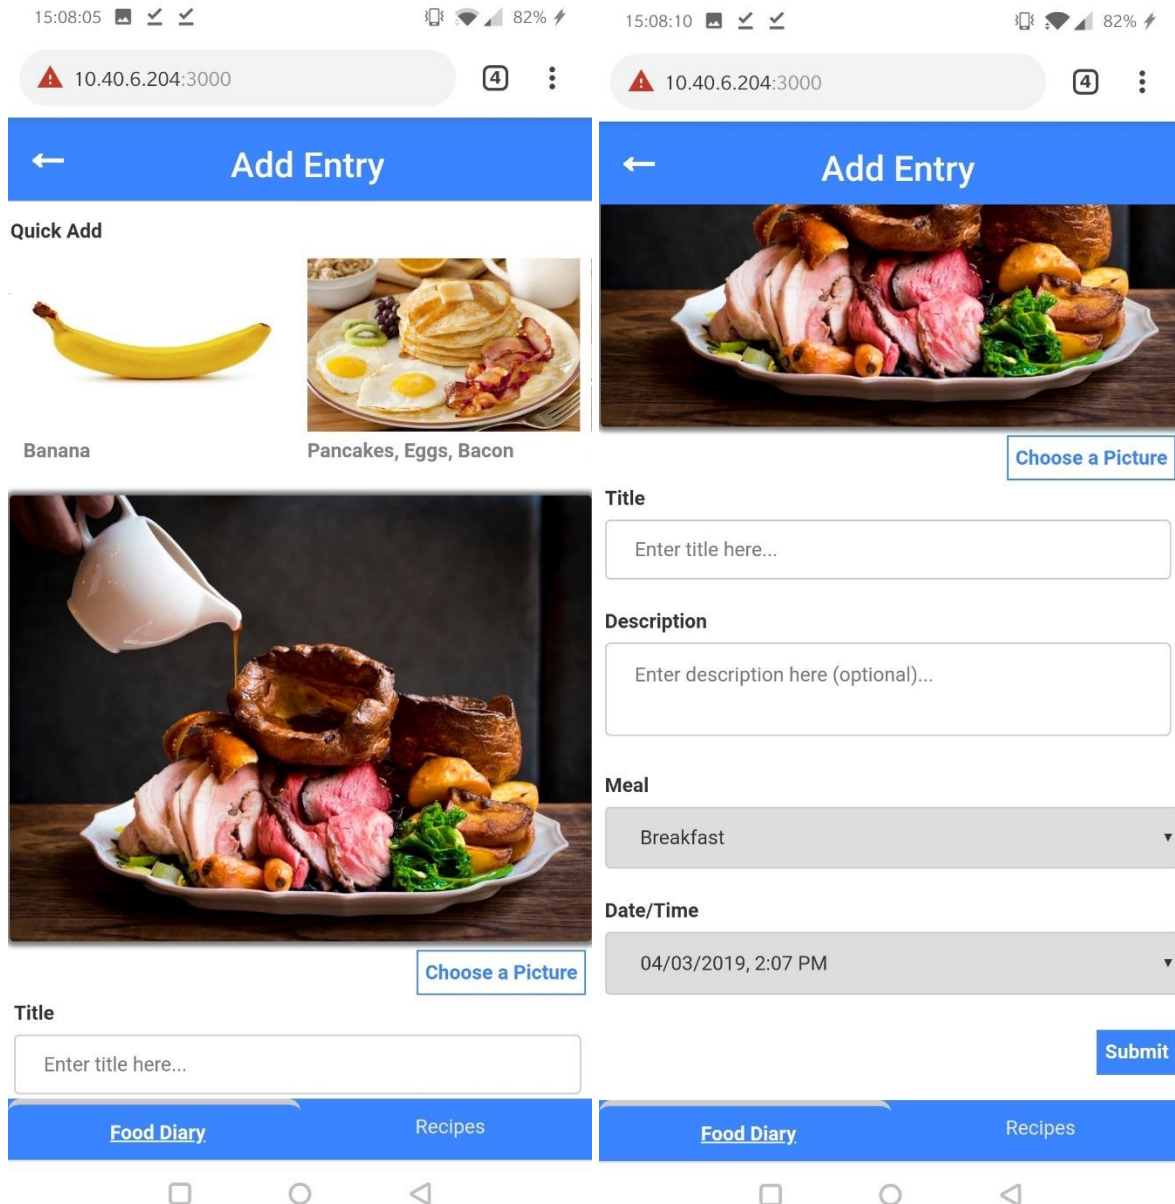 15:08:05
82%
10.40.6.204:3000
4
Add Entry
Quick Add
Banana
Pancakes, Eggs, Bacon
Choose a Picture
Title
Enter title here...
Food Diary
Recipes
15:08:10
82%
10.40.6.204:3000
4
Add Entry
Choose a Picture
Title
Enter title here...
Description
Enter description here (optional)...
Meal
Breakfast
Date/Time
04/03/2019, 2:07 PM
Submit
Food Diary
Recipes